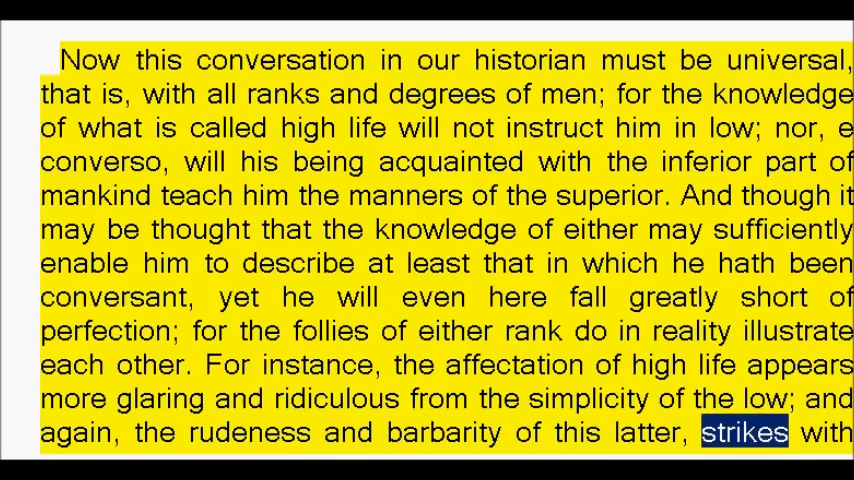 Now this conversation in our historian must be universal,
that is, with all ranks and degrees of men; for the knowledge
of what is called high life will not instruct him in low; nor, e
converso, will his being acquainted with the inferior part of
mankind teach him the manners of the superior. And though it
may be thought that the knowledge of either may sufficiently
enable him to describe at least that in which he hath been
conversant, yet he will even here fall greatly short of
perfection; for the follies of either rank do in reality illustrate
each other. For instance, the affectation of high life appears
more glaring and ridiculous from the simplicity of the low; and
again, the rudeness and barbarity of this latter, strikes with